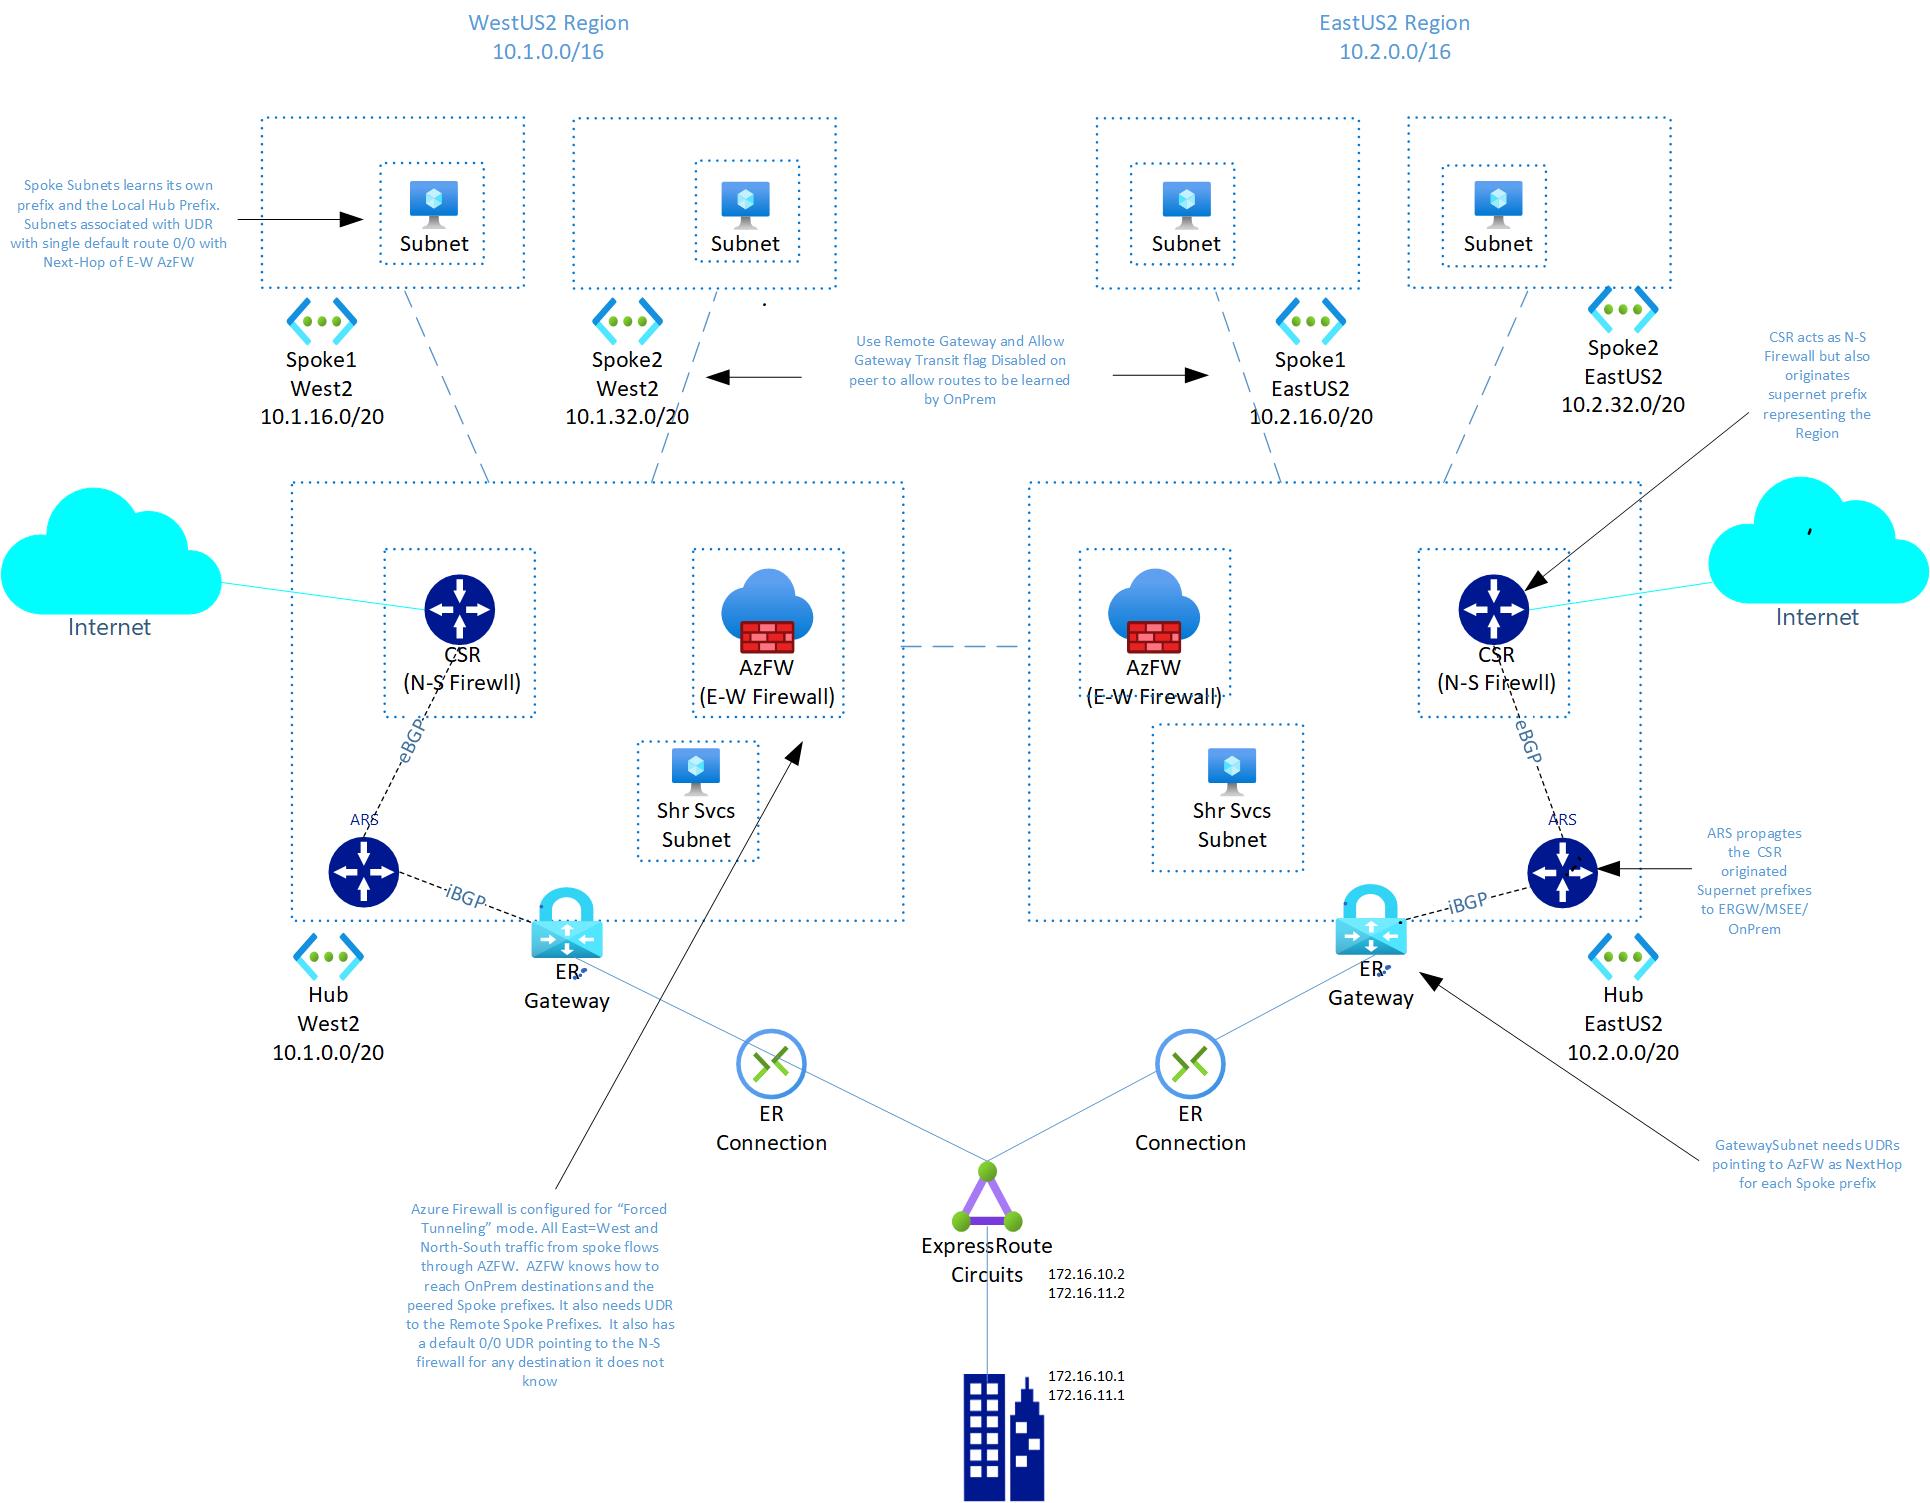 WestUS2 Region
10.1.0.0/16
EastUS2 Region
10.2.0.0/16
Spoke Subnets learns its own
prefix and the Local Hub Prefix.
Subnets associated with UDR
with single default route 0/0 with
Next-Hop of E-W AzFW
Subnet
Subnet
Subnet
Subnet
Spoke1
West2
10.1.16.0/20
Spoke2
West2
10.1.32.0/20
Use Remote Gateway and Allow
Gateway Transit flag Disabled on
peer to allow routes to be learned
by OnPrem
Spoke1
EastUS2
10.2.16.0/20
Spoke2
EastUS2
10.2.32.0/20
CSR acts as N-S
Firewall but also
originates
supernet prefix
representing the
Region
Internet
CSR
(N-S Firewll)
AzFW
(E-W Firewall)
AzFW
(E-W Firewall)
CSR
(N-S Firewll)
Internet
eBGP
eBGP
Shr Svcs
Subnet
Shr Svcs
Subnet
ARS
ARS
iBGP
iBGP
ARS propagtes
the CSR
originated
Supernet prefixes
to ERGW/MSEE/
OnPrem
Hub
West2
10.1.0.0/20
ER
Gateway
ER
Gateway
Hub
EastUS2
10.2.0.0/20
ER
Connection
ER
Connection
GatewaySubnet needs UDRs
pointing to AzFW as NextHop
for each Spoke prefix
Azure Firewall is configured for “Forced
Tunneling” mode. All East=West and
North-South traffic from spoke flows
through AZFW. AZFW knows how to
reach OnPrem destinations and the
peered Spoke prefixes. It also needs UDR
to the Remote Spoke Prefixes. It also has
a default 0/0 UDR pointing to the N-S
firewall for any destination it does not
know
ExpressRoute
Circuits
172.16.10.2
172.16.11.2
172.16.10.1
172.16.11.1